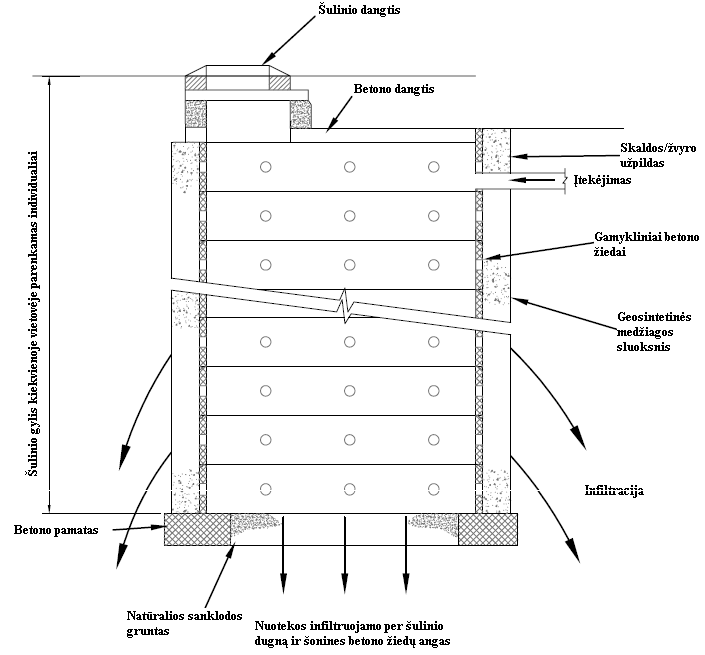 Šulinio dangtis
Betono dangtis
Skaldos/žvyro
užpildas
Įtekėjimas
Gamykliniai betono
žiedai
Geosintetinės
medžiagos
sluoksnis
Šulinio gylis kiekvienoje vietovėje parenkamas individualiai
Infiltracija
Betono pamatas
Natūralios sanklodos
gruntas
Nuotekos infiltruojamo per šulinio
dugną ir šonines betono žiedų angas